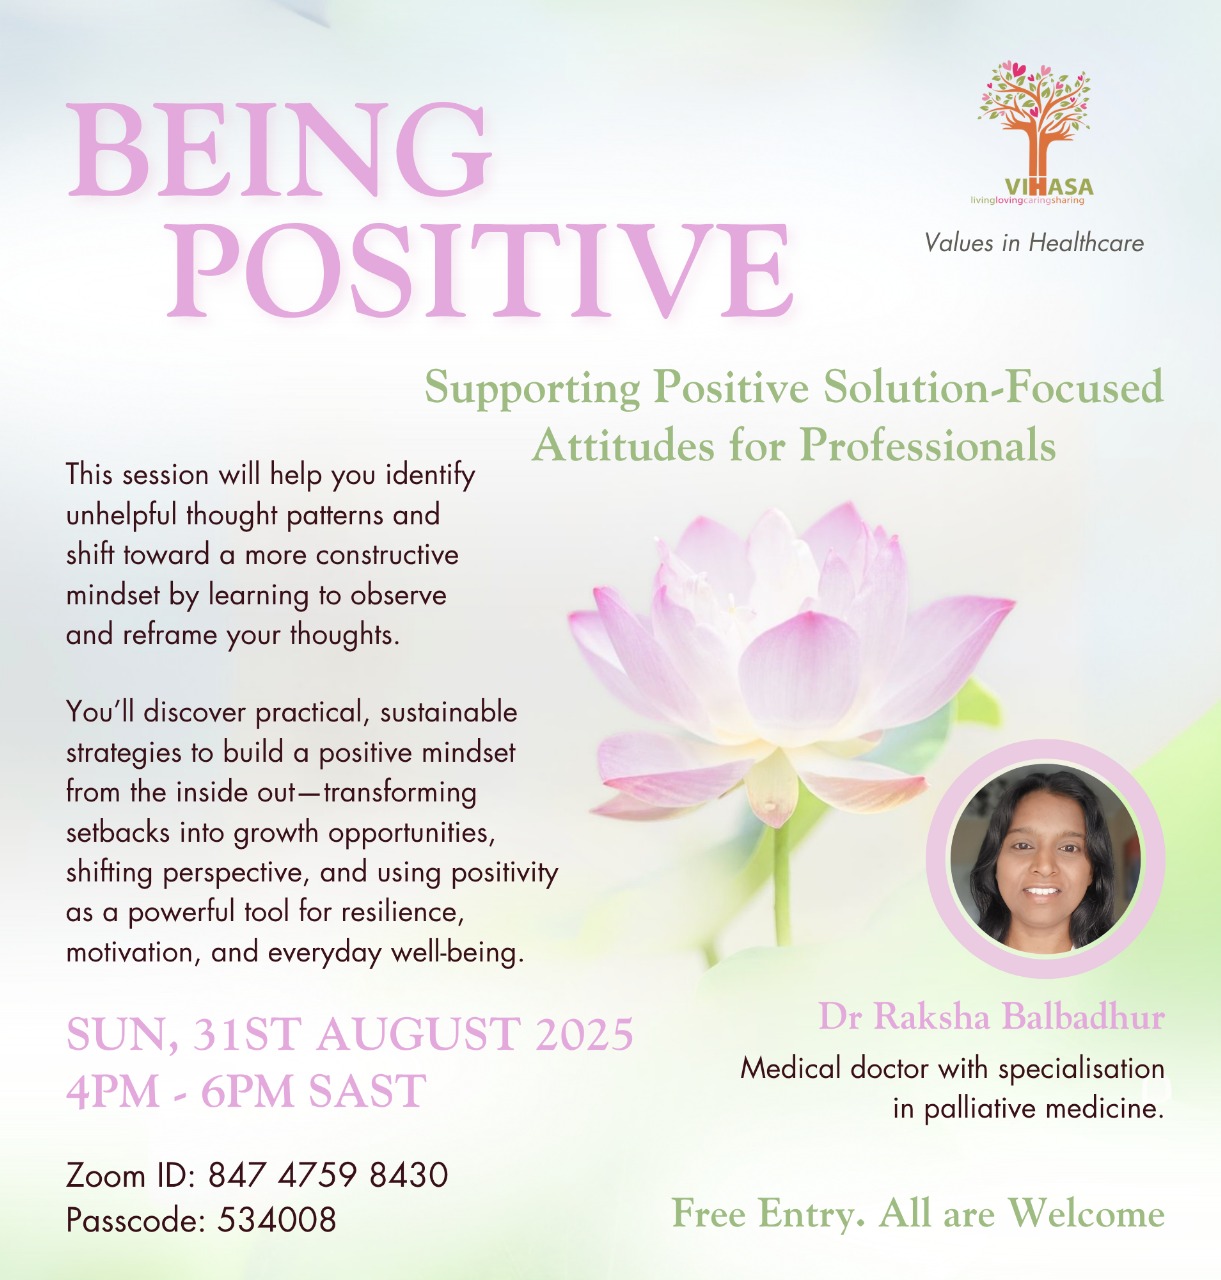 BEING
POSITIVE
VIHASA
livinglovingcaringsharing
Values in Healthcare
Supporting Positive Solution-Focused
Attitudes for Professionals
This session will help you identify
unhelpful thought patterns and
shift toward a more constructive
mindset by learning to observe
and reframe your thoughts.
You’ll discover practical, sustainable
strategies to build a positive mindset
from the inside out—transforming
setbacks into growth opportunities,
shifting perspective, and using positivity
as a powerful tool for resilience,
motivation, and everyday well-being.
SUN, 31ST AUGUST 2025
4PM - 6PM SAST
Zoom ID: 847 4759 8430
Passcode: 534008
Dr Raksha Balbadhur
Medical doctor with specialisation
in palliative medicine.
Free Entry. All are Welcome